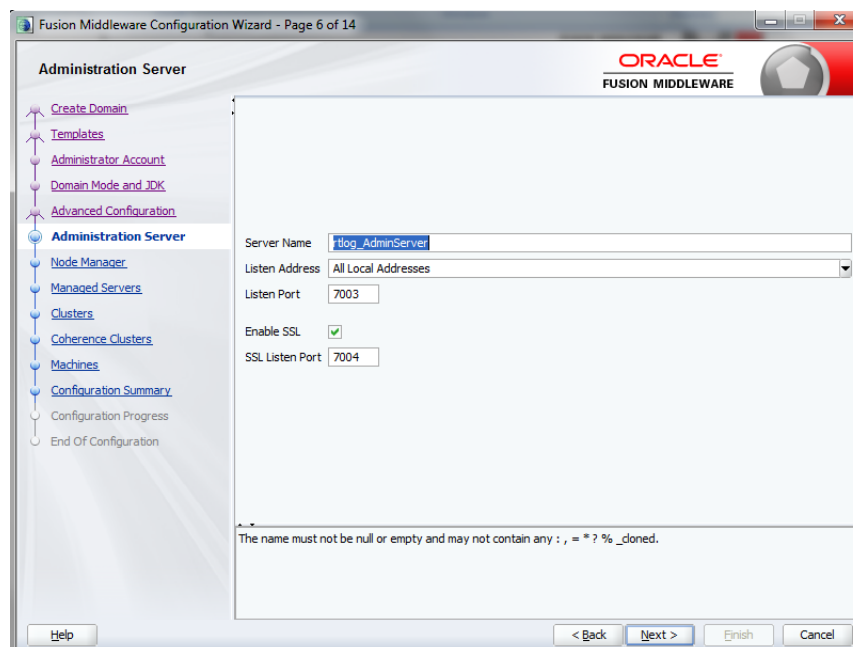 Fusion Middleware Configuration Wizard - Page 6 of 14
Administration Server
ORACLE
FUSION MIDDLEWARE
Create Domain
Templates
Administrator Account
Domain Mode and JDK
Advanced Configuration
Administration Server
Node Manager
Managed Servers
Clusters
Coherence Clusters
Machines
Configuration Summary
Configuration Progress
End Of Configuration
Server Name rtlog_AdminServer
Listen Address All Local Addresses
Listen Port 7003
Enable SSL
SSL Listen Port 7004
The name must not be null or empty and may not contain any : , = * ? % _cloned.
Help < Back Next > Finish Cancel